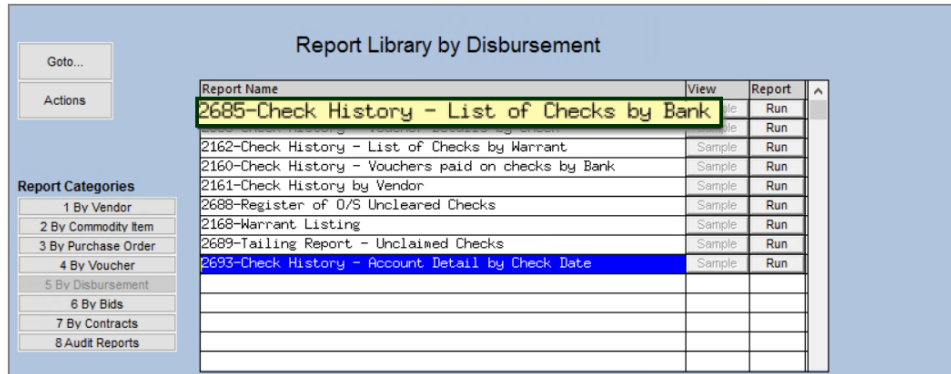 Report Library by Disbursement
Goto...
Actions
Report Name View Report
2685-Check History - List of Checks by Bank Run
Run
2162-Check History - List of Checks by Warrant Sample Run
2160-Check History - Vouchers paid on checks by Bank Sample Run
2161-Check History by Vendor Sample Run
2688-Register of O/S Uncleared Checks Sample Run
2168-Warrant Listing Sample Run
2689-Tailing Report - Unclaimed Checks Sample Run
2693-Check History - Account Detail by Check Date Sample Run
Report Categories
1 By Vendor
2 By Commodity Item
3 By Purchase Order
4 By Voucher
5 By Disbursement
6 By Bids
7 By Contracts
8 Audit Reports